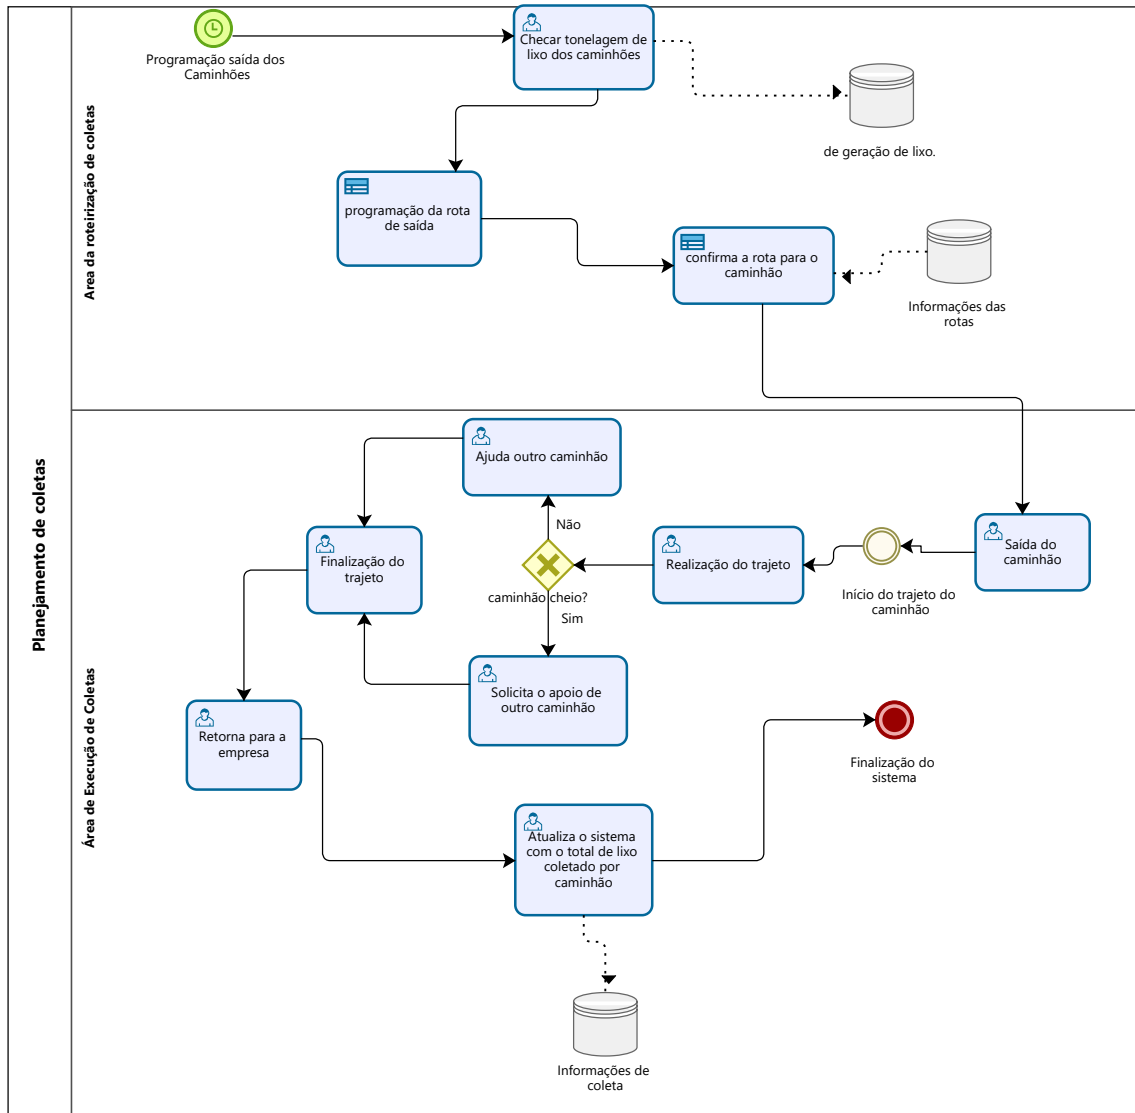 Planejamento de coletas
Area da roteirização de coletas
Programação saída dos
Caminhões
Checar tonelagem de
lixo dos caminhões
de geração de lixo.
programação da rota
de saída
confirma a rota para o
caminhão
Informações das
rotas
Área de Execução de Coletas
Ajuda outro caminhão
Não
Finalização do
trajeto
caminhão cheio?
Sim
Realização do trajeto
Início do trajeto do
caminhão
Saída do
caminhão
Solicita o apoio de
outro caminhão
Retorna para a
empresa
Finalização do
sistema
Atualiza o sistema
com o total de lixo
coletado por
caminhão
Informações de
coleta